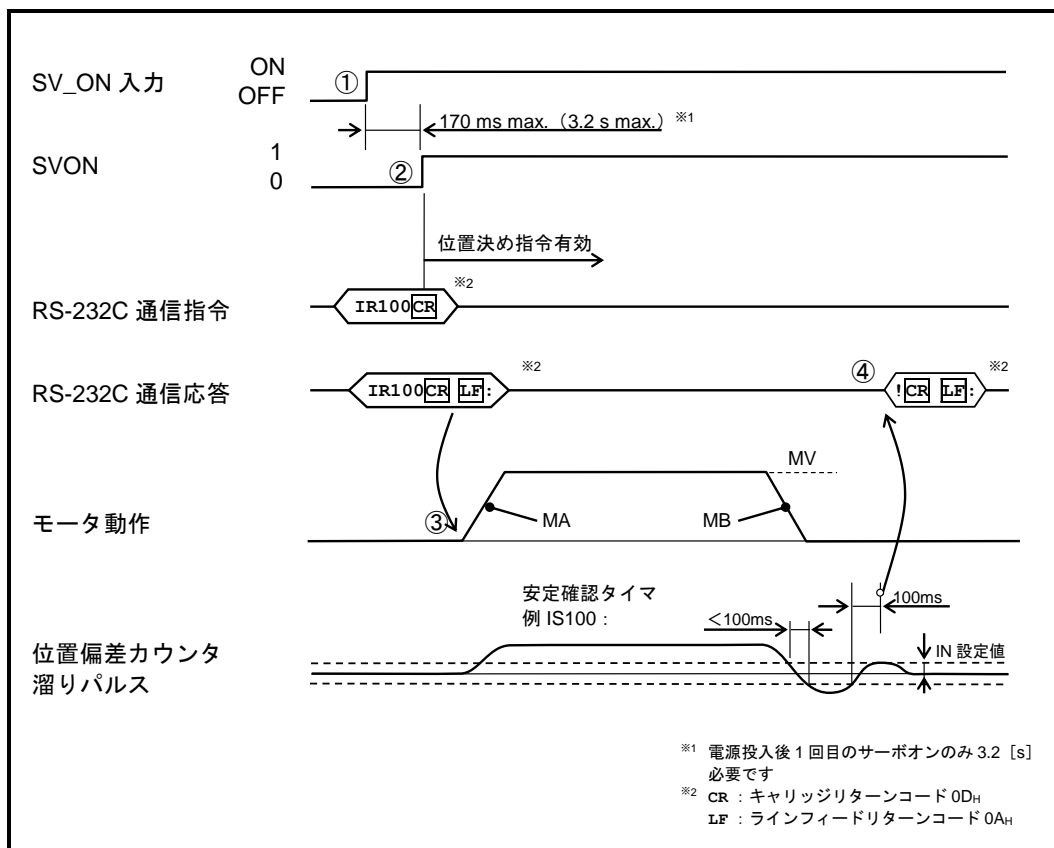 SV_ON 入力
ON
OFF
①
170 ms max.（3.2 s max.）※1
SVON
1
0
②
位置決め指令有効
RS-232C 通信指令
IR100CR
※2
RS-232C 通信応答
IR100CR LF:
※2
④
!CR LF:
※2
モータ動作
③
MA
MB
MV
安定確認タイマ
例 IS100：
＜100ms
100ms
位置偏差カウンタ
溜りパルス
IN 設定値
※1 電源投入後 1 回目のサーボオンのみ 3.2［s］
必要です
※2 CR ：キャリッジリターンコード 0DH
LF ：ラインフィードリターンコード 0AH